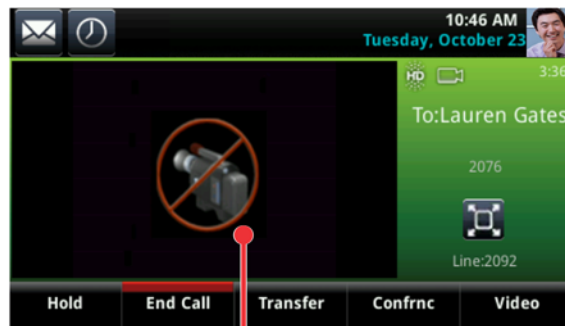 10:46 AM
Tuesday, October 23
HD
3:36
To:Lauren Gates
2076
Line:2092
Hold
End Call
Transfer
Confrnc
Video